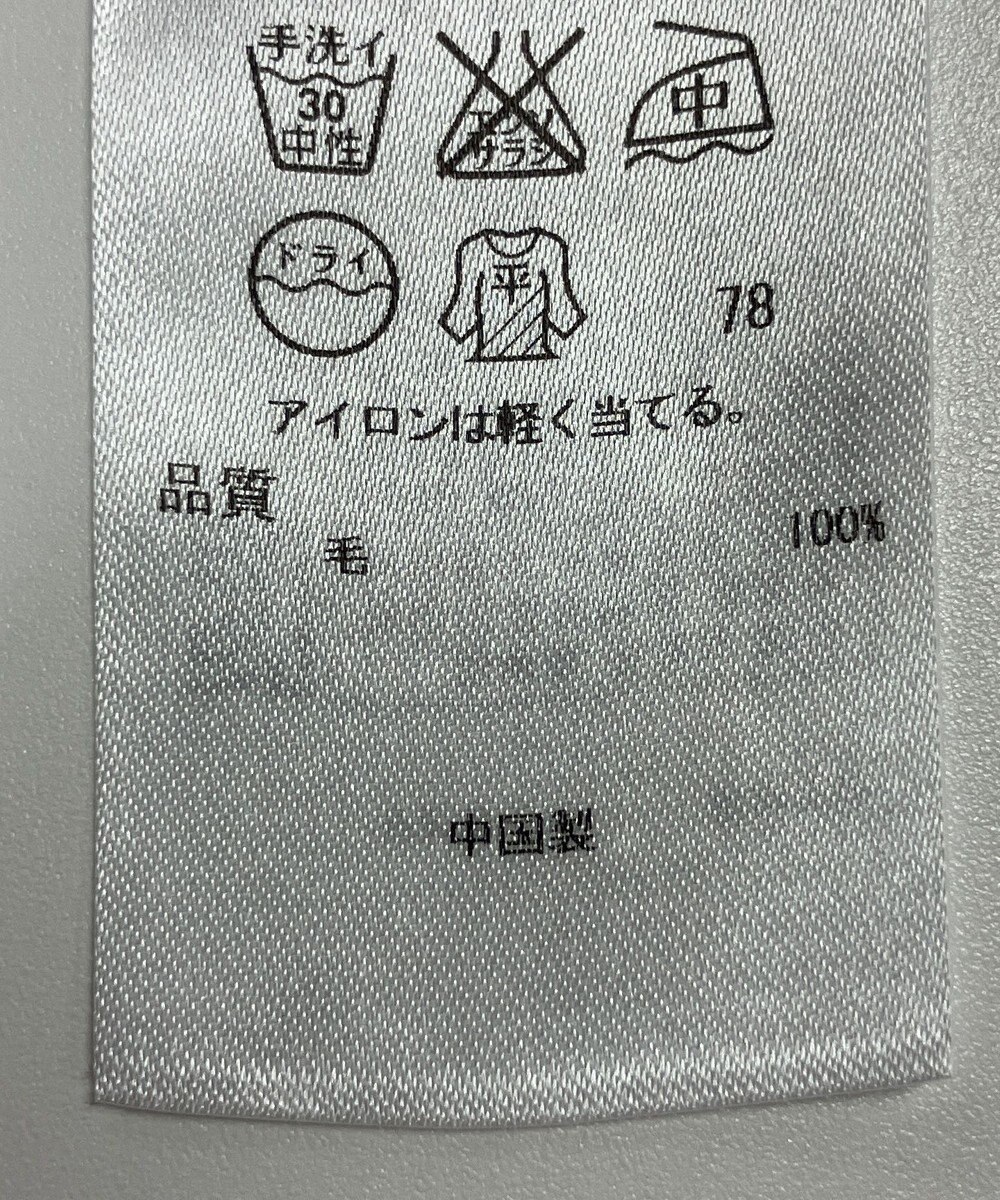 手洗イ
30
中性
エンソ
サラシ
中
ドライ
平
78
アイロンは軽く当てる。
品質
毛 100%
中国製